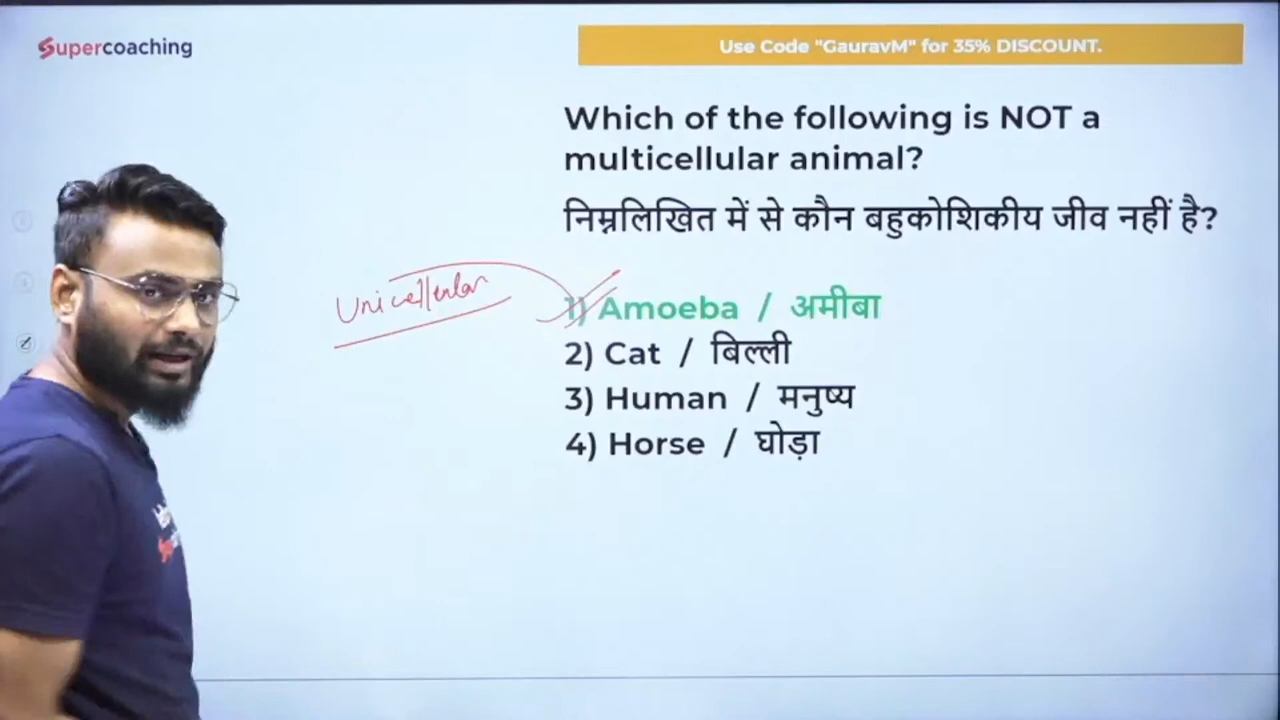 Supercoaching
Use Code "GauravM" for 35% DISCOUNT.
Which of the following is NOT a
multicellular animal?
निम्नलिखित में से कौन बहुकोशिकीय जीव नहीं है?
Unicellular
1) Amoeba / अमीबा
2) Cat / बिल्ली
3) Human / मनुष्य
4) Horse / घोड़ा